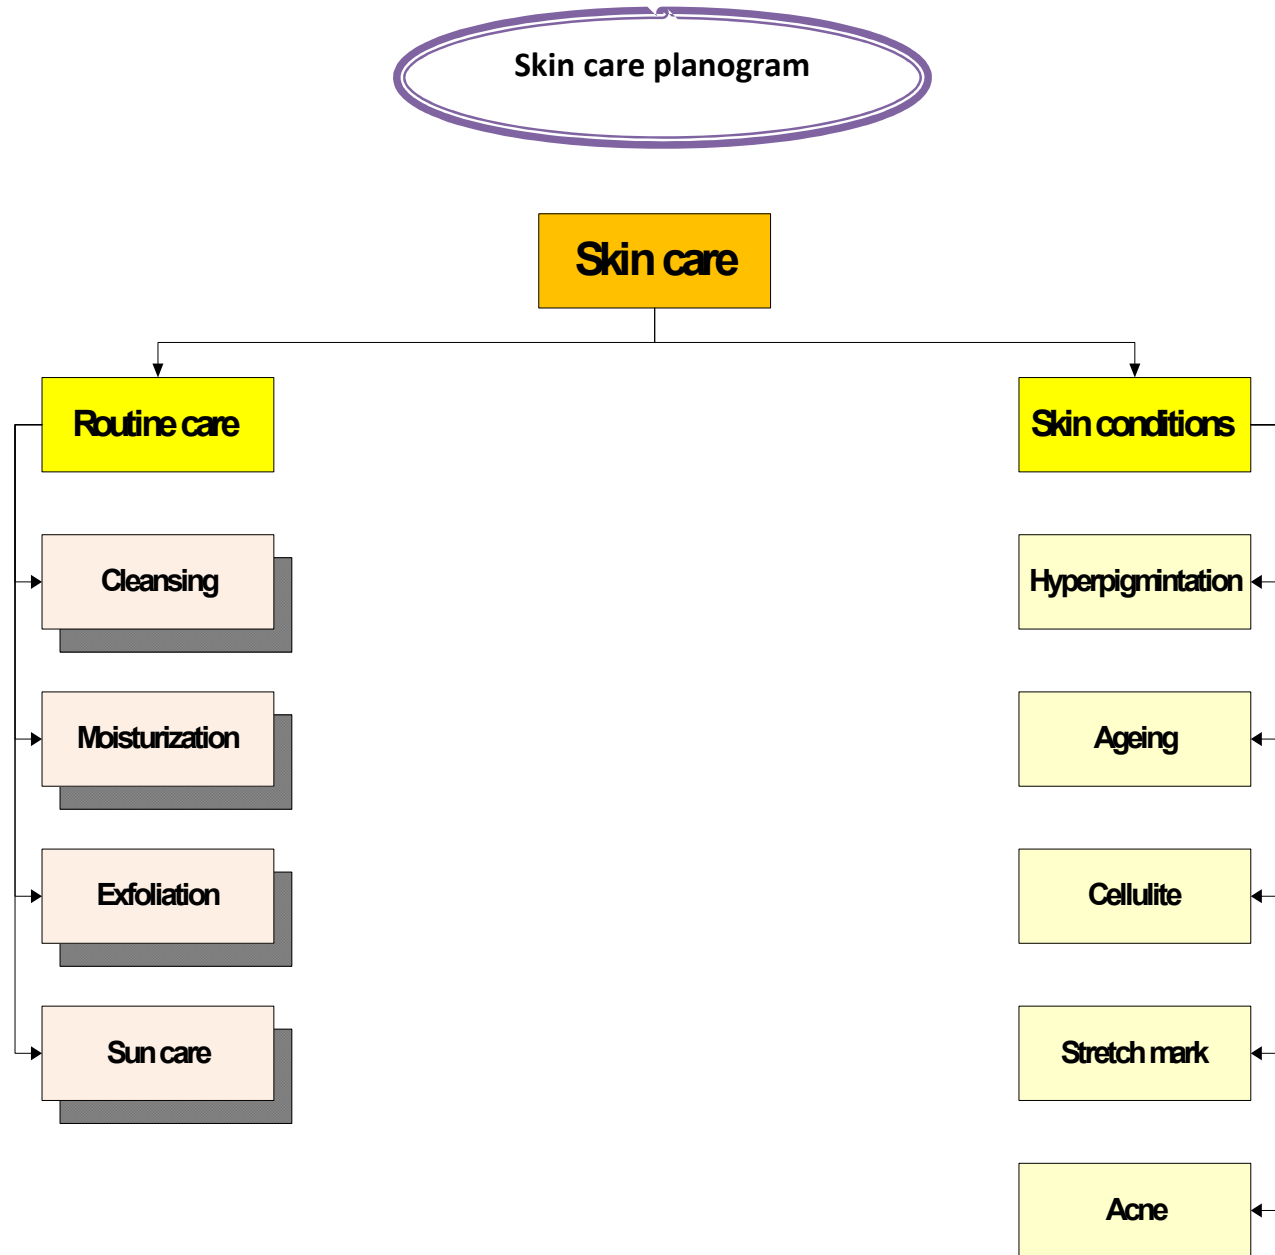 Skin care planogram
Skin care
Routine care
Skin conditions
Cleansing
Hyperpigmintation
Moisturization
Ageing
Exfoliation
Cellulite
Sun care
Stretch mark
Acne